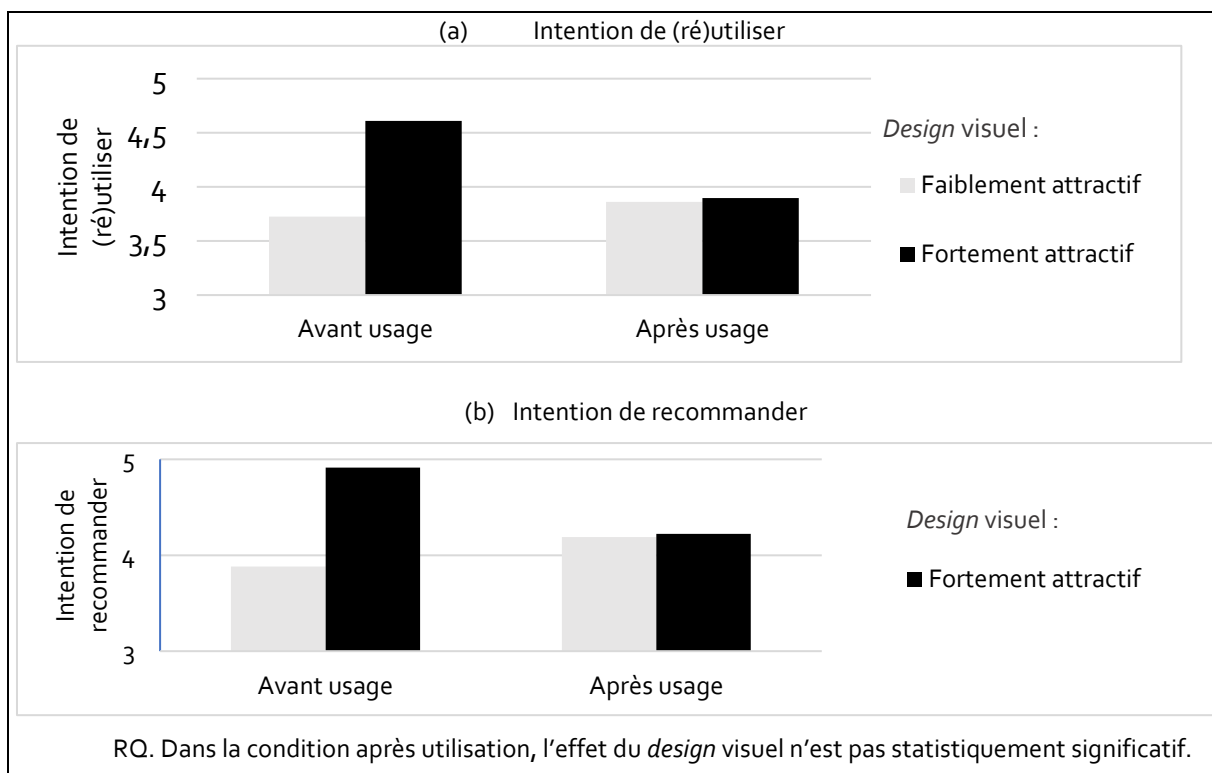 (a) Intention de (ré)utiliser
5
4,5
4
3,5
3
Intention de
(ré)utiliser
Avant usage
Après usage
Design visuel :
Faiblement attractif
Fortement attractif
(b) Intention de recommander
5
4
3
Intention de
recommander
Avant usage
Après usage
Design visuel :
Fortement attractif
RQ. Dans la condition après utilisation, l'effet du design visuel n'est pas statistiquement significatif.